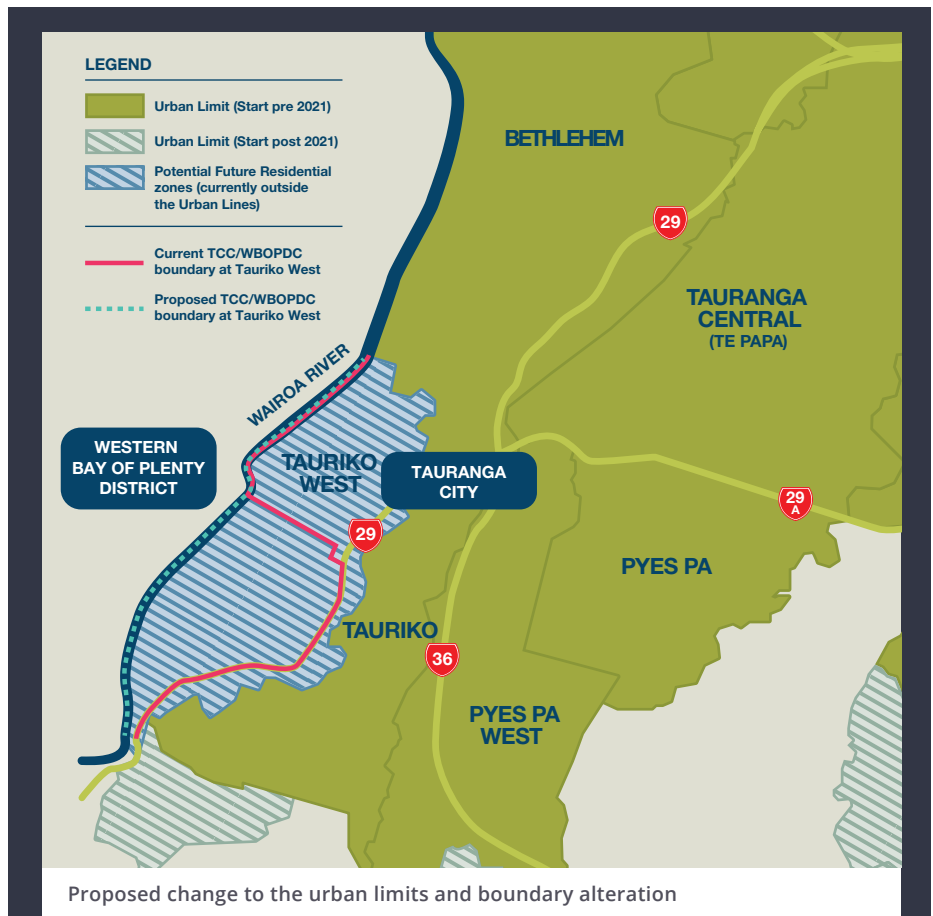 LEGEND
Urban Limit (Start pre 2021)
Urban Limit (Start post 2021)
Potential Future Residential
zones (currently outside
the Urban Lines)
Current TCC/WBOPDC
boundary at Tauriko West
Proposed TCC/WBOPDC
boundary at Tauriko West
BETHLEHEM
29
TAURANGA
CENTRAL
(TE PAPA)
WAIROA RIVER
WESTERN
BAY OF PLENTY
DISTRICT
TAURIKO
WEST
TAURANGA
CITY
29
A
29
PYES PA
TAURIKO
36
PYES PA
WEST
Proposed change to the urban limits and boundary alteration